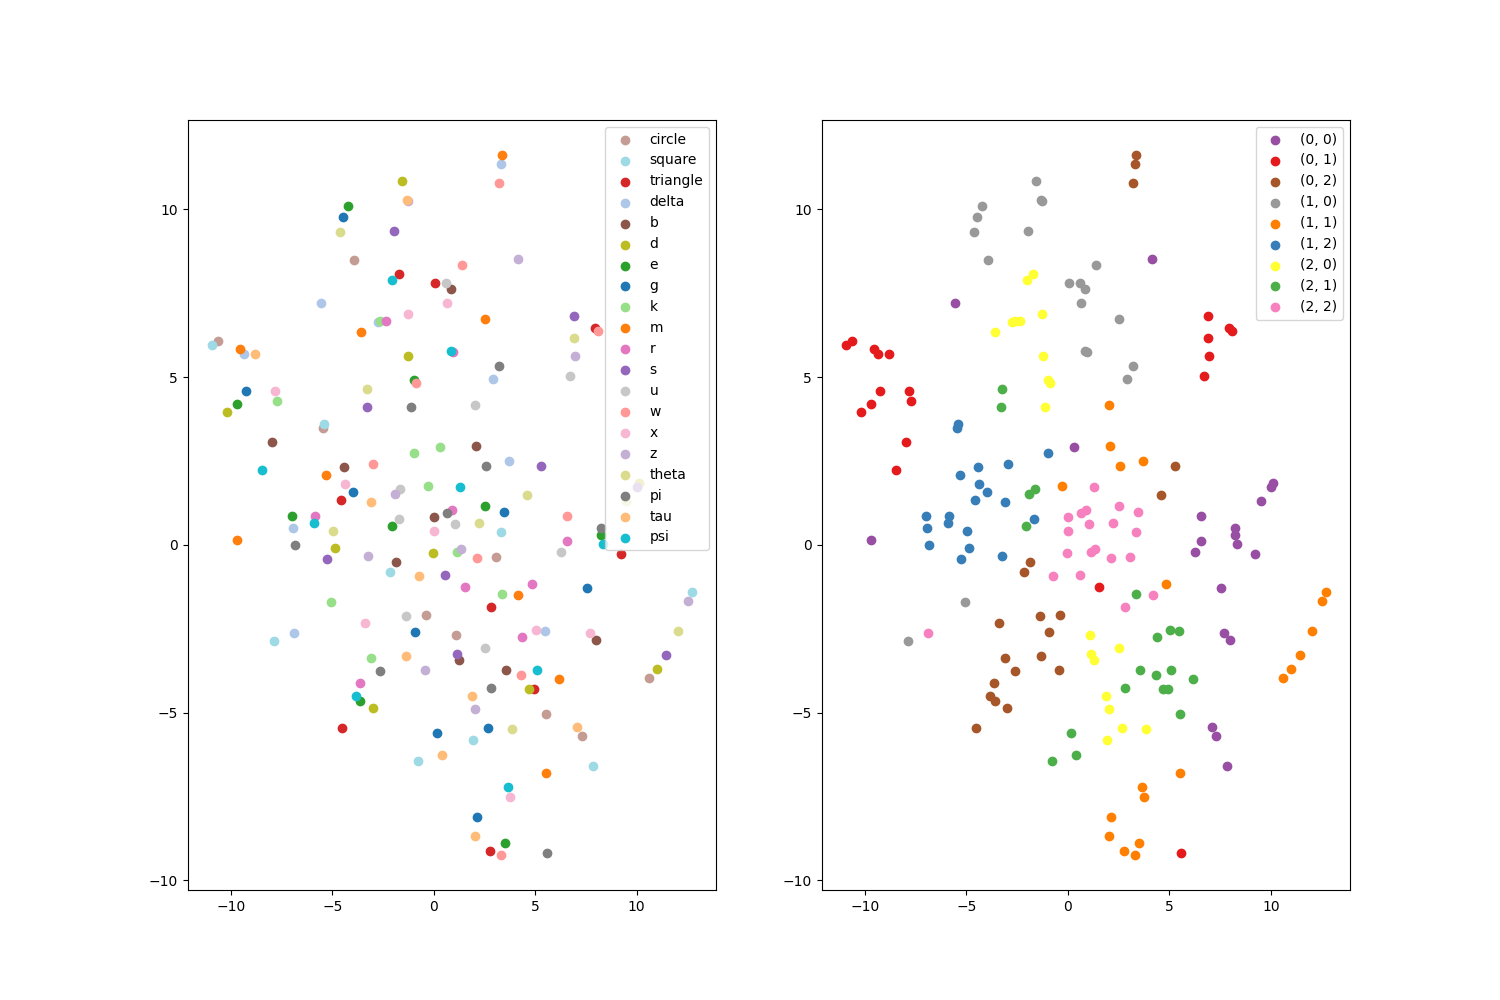 10
5
0
−5
−10
−10
−5
0
5
10
circle
square
triangle
delta
b
d
e
g
k
m
r
s
u
w
x
z
theta
pi
tau
psi
10
5
0
−5
−10
−10
−5
0
5
10
(0, 0)
(0, 1)
(0, 2)
(1, 0)
(1, 1)
(1, 2)
(2, 0)
(2, 1)
(2, 2)